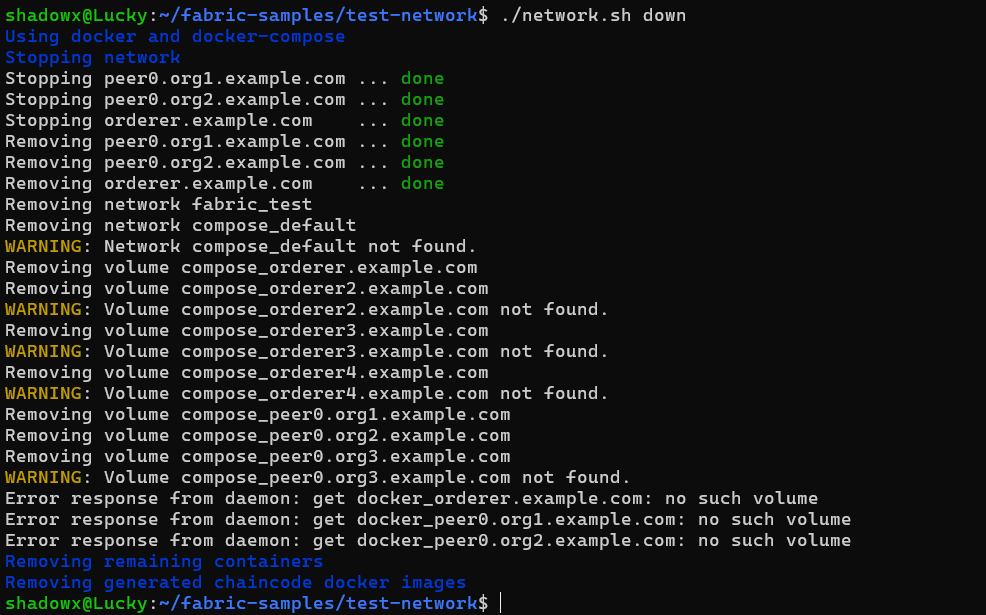 shadowx@Lucky:~/fabric-samples/test-network$ ./network.sh down
Using docker and docker-compose
Stopping network
Stopping peer0.org1.example.com ... done
Stopping peer0.org2.example.com ... done
Stopping orderer.example.com    ... done
Removing peer0.org1.example.com ... done
Removing peer0.org2.example.com ... done
Removing orderer.example.com    ... done
Removing network fabric_test
Removing network compose_default
WARNING: Network compose_default not found.
Removing volume compose_orderer.example.com
Removing volume compose_orderer2.example.com
WARNING: Volume compose_orderer2.example.com not found.
Removing volume compose_orderer3.example.com
WARNING: Volume compose_orderer3.example.com not found.
Removing volume compose_orderer4.example.com
WARNING: Volume compose_orderer4.example.com not found.
Removing volume compose_peer0.org1.example.com
Removing volume compose_peer0.org2.example.com
Removing volume compose_peer0.org3.example.com
WARNING: Volume compose_peer0.org3.example.com not found.
Error response from daemon: get docker_orderer.example.com: no such volume
Error response from daemon: get docker_peer0.org1.example.com: no such volume
Error response from daemon: get docker_peer0.org2.example.com: no such volume
Removing remaining containers
Removing generated chaincode docker images
shadowx@Lucky:~/fabric-samples/test-network$